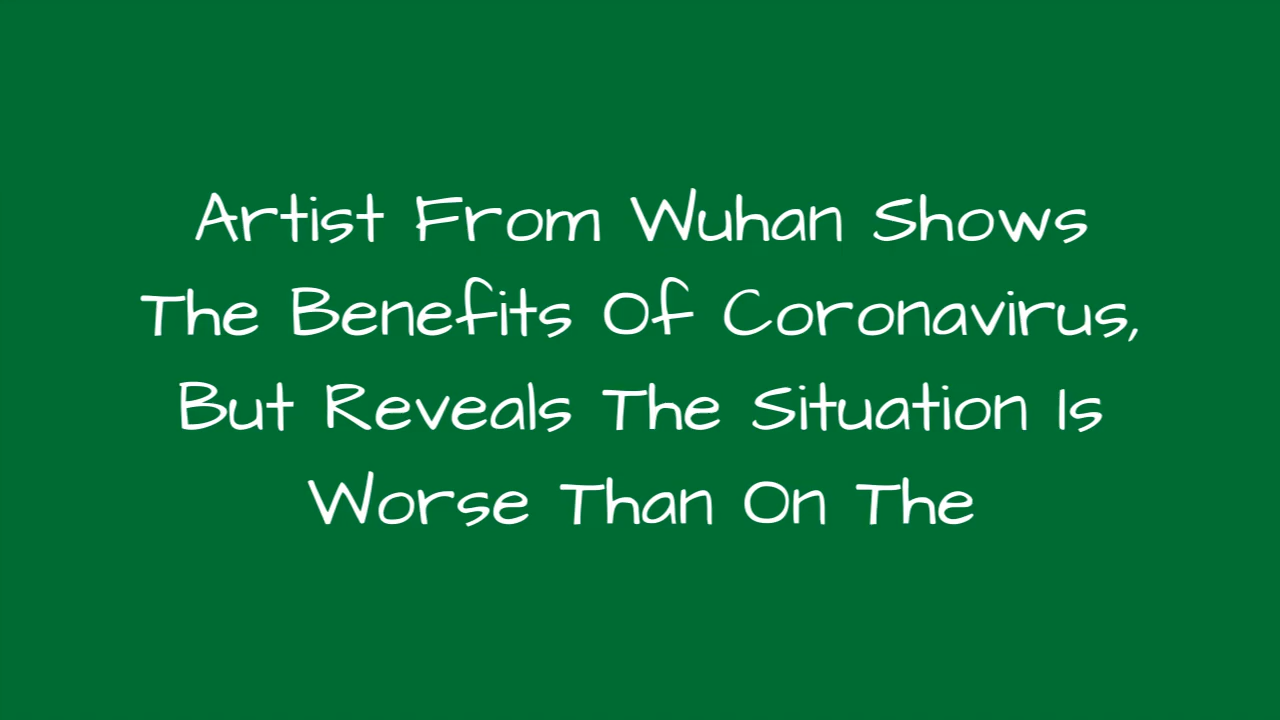 Artist From Wuhan Shows
The Benefits Of Coronavirus,
But Reveals The Situation Is
Worse Than On The